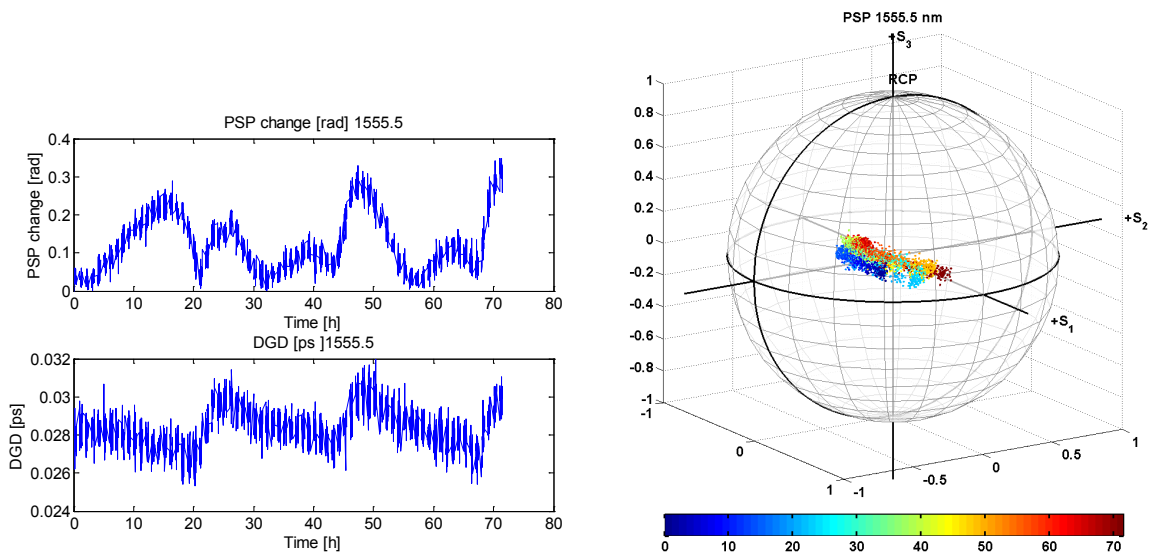 PSP change [rad] 1555.5
0.4
0.3
0.2
0.1
0
PSP change [rad]
0 10 20 30 40 50 60 70 80
Time [h]
DGD [ps ]1555.5
0.032
0.03
0.028
0.026
0.024
DGD [ps]
0 10 20 30 40 50 60 70 80
Time [h]
PSP 1555.5 nm
+S3
RCP
1
0.8
0.6
0.4
0.2
0
-0.2
-0.4
-0.6
-0.8
-1
+S2
+S1
-1
0
1
-1
-0.5
0
0.5
1
0 10 20 30 40 50 60 70